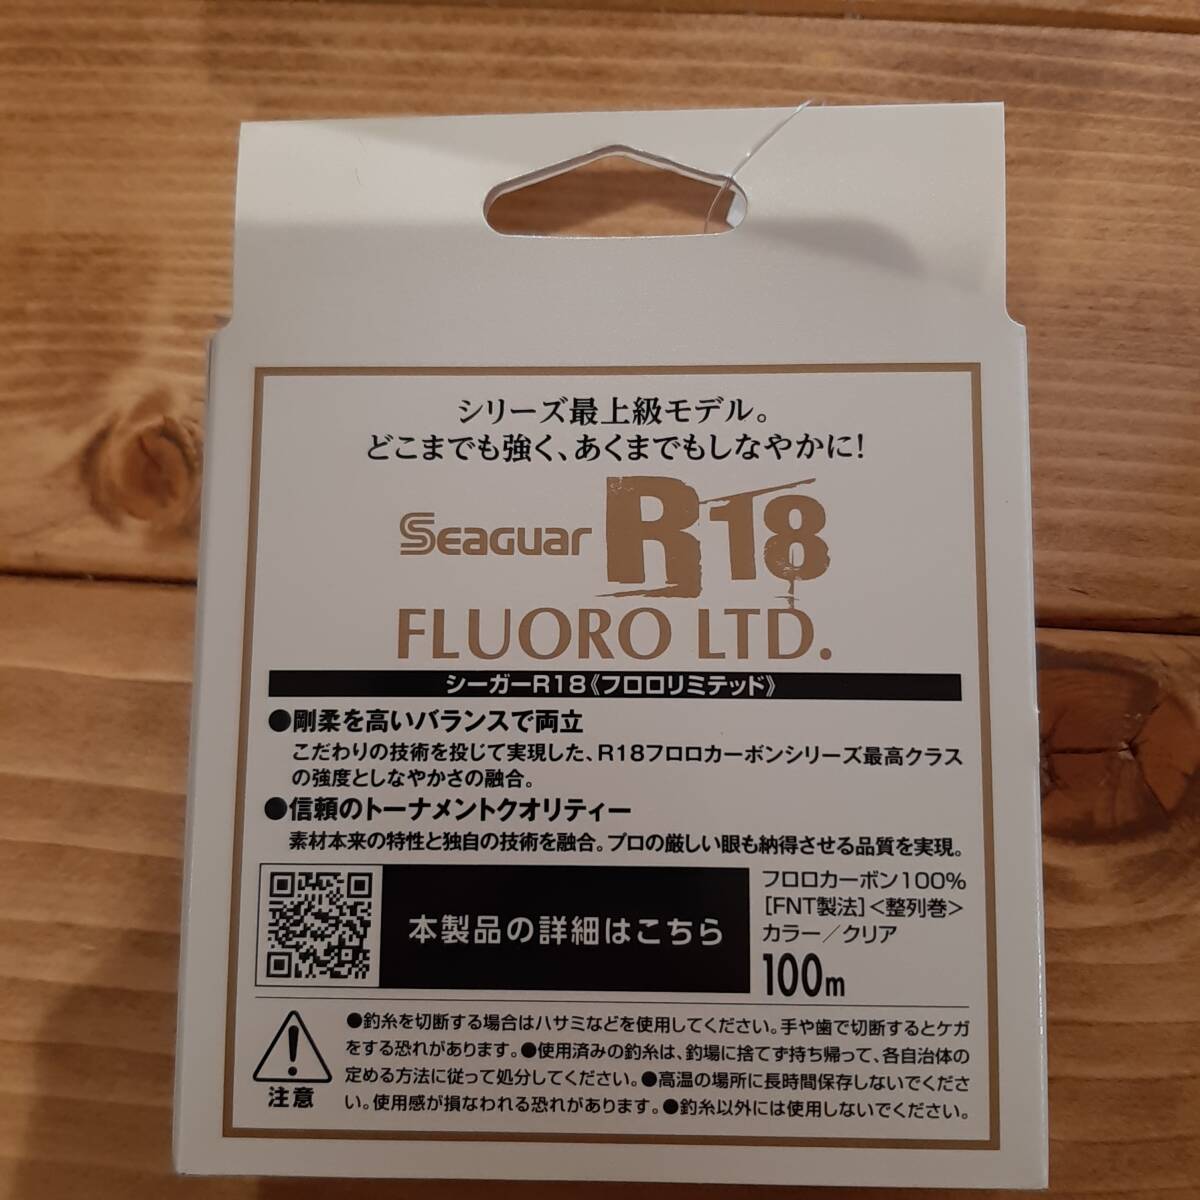 シリーズ最上級モデル。
どこまでも強く、あくまでもしなやかに!
Seaguar R18
FLUORO LTD.
シーガーR18《フロロリミテッド》
●剛柔を高いバランスで両立
こだわりの技術を投じて実現した、R18フロロカーボンシリーズ最高クラス
の強度としなやかさの融合。
●信頼のトーナメントクオリティー
素材本来の特性と独自の技術を融合。プロの厳しい眼も納得させる品質を実現。
本製品の詳細はこちら
フロロカーボン100%
[FNT製法]<整列巻>
カラー/クリア
100m
注意
●釣糸を切断する場合はハサミなどを使用してください。手や歯で切断するとケガ
をする恐れがあります。●使用済みの釣糸は、釣場に捨てず持ち帰って、各自治体の
定める方法に従って処分してください。●高温の場所に長時間保存しないでくださ
い。使用感が損なわれる恐れがあります。●釣糸以外には使用しないでください。